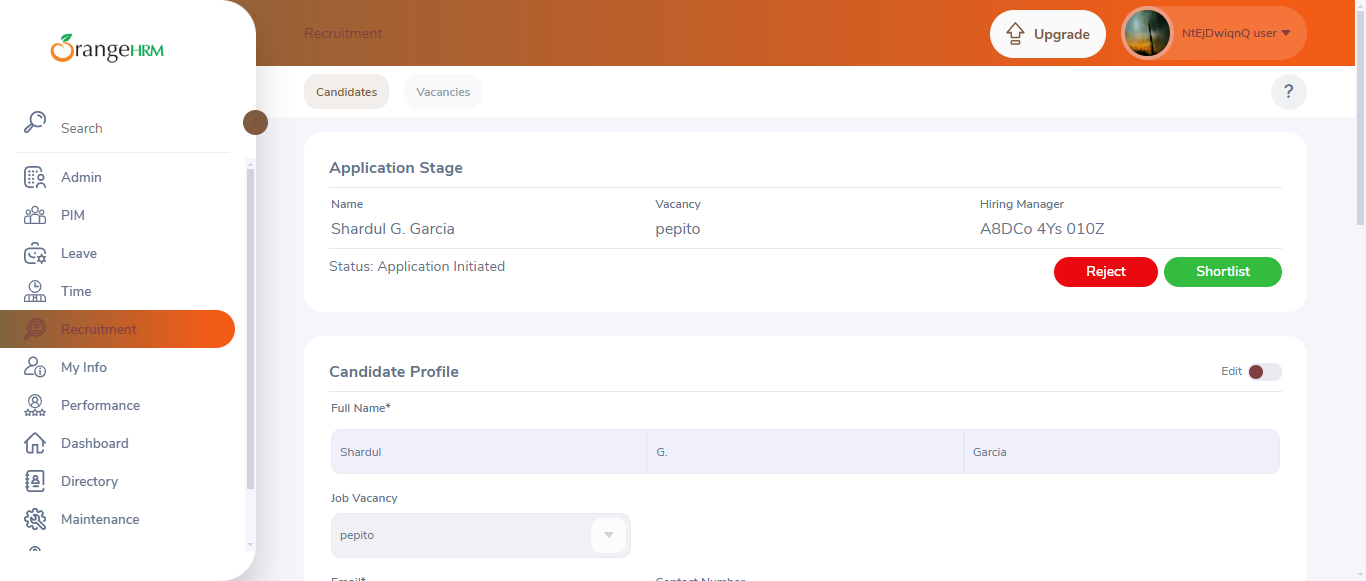 OrangeHRM
Recruitment
Upgrade
NtEjDwiqnQ user
Candidates
Vacancies
?
Search
Admin
PIM
Leave
Time
Recruitment
My Info
Performance
Dashboard
Directory
Maintenance
Application Stage
Name
Vacancy
Hiring Manager
Shardul G. Garcia
pepito
A8DCo 4Ys 010Z
Status: Application Initiated
Reject
Shortlist
Candidate Profile
Edit
Full Name*
Shardul
G.
Garcia
Job Vacancy
pepito
Email*
Contact Number